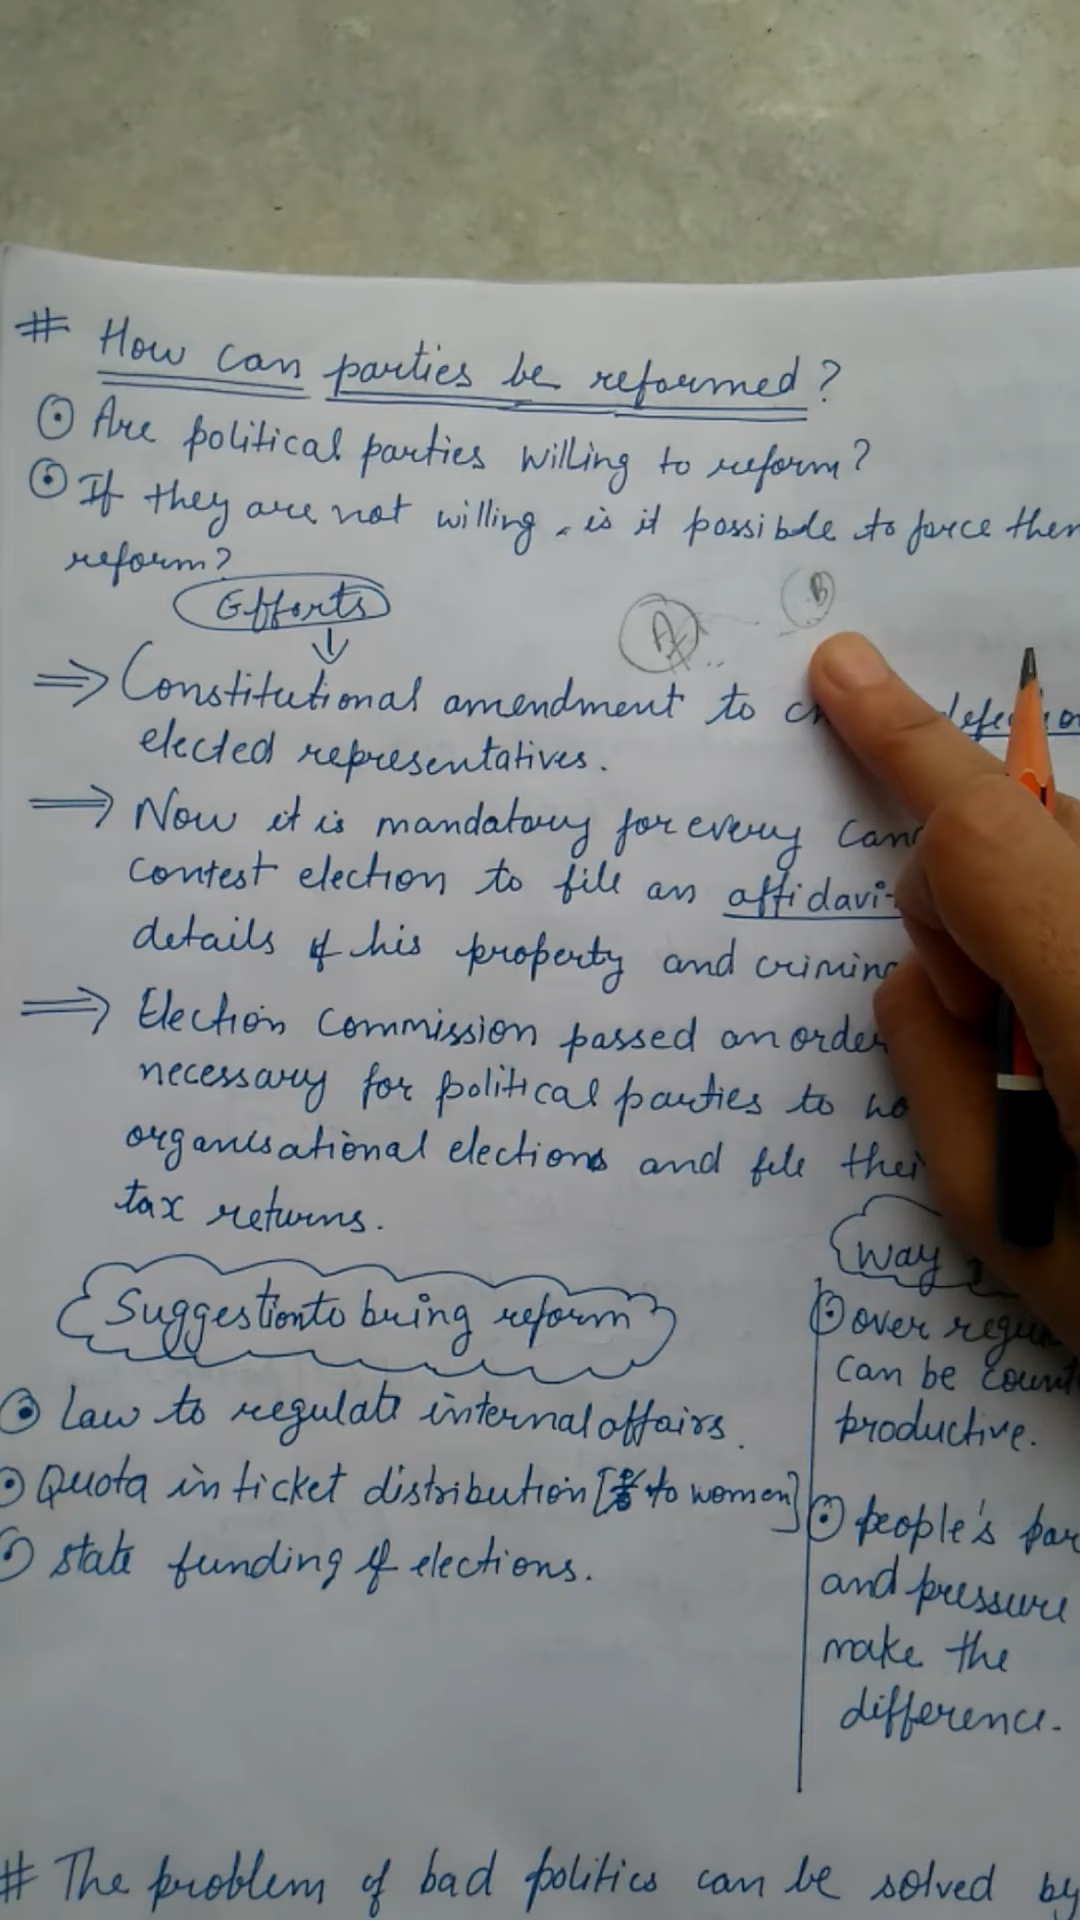 # How can parties be reformed?
⊙ Are political parties willing to reform?
⊙ If they are not willing, is it possible to force them
reform?
Efforts
A
B
⇒ Constitutional amendment to
elected representatives.
⇒ Now it is mandatory for every
contest election to file an affidavit
details of his property and
⇒ Election Commission passed an order
necessary for political parties to
organisational elections and file
tax returns.
Suggestion to bring reform
⊙ Law to regulate internal affairs.
⊙ Quota in ticket distribution [to women]
⊙ state funding of elections.
Way
⊙ over
can be
productive.
⊙ people's
and pressure
make the
difference.
# The problem of bad politics can be solved by